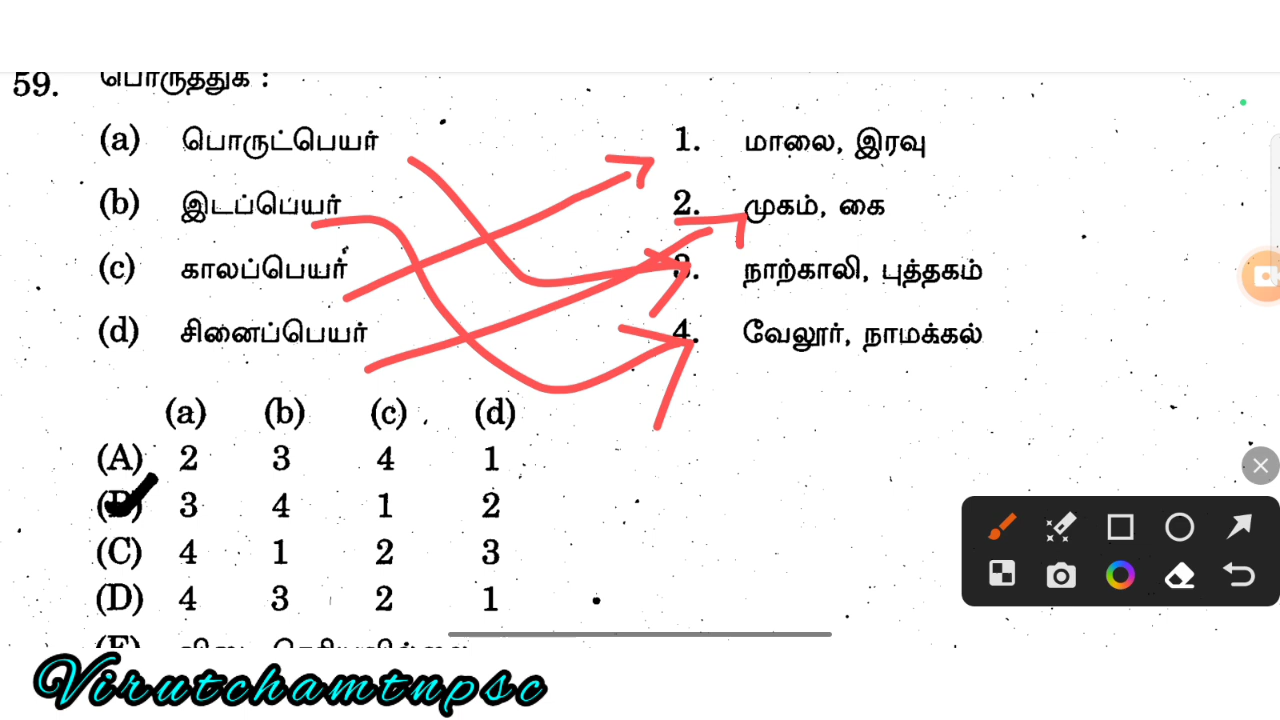 59. பொருத்துக :
(a) பொருட்பெயர் 1. மாலை, இரவு
(b) இடப்பெயர் 2. முகம், கை
(c) காலப்பெயர் 3. நாற்காலி, புத்தகம்
(d) சினைப்பெயர் 4. வேலூர், நாமக்கல்
(a) (b) (c) (d)
(A) 2 3 4 1
(B) 3 4 1 2
(C) 4 1 2 3
(D) 4 3 2 1
(E)
Virutchamtnpsc